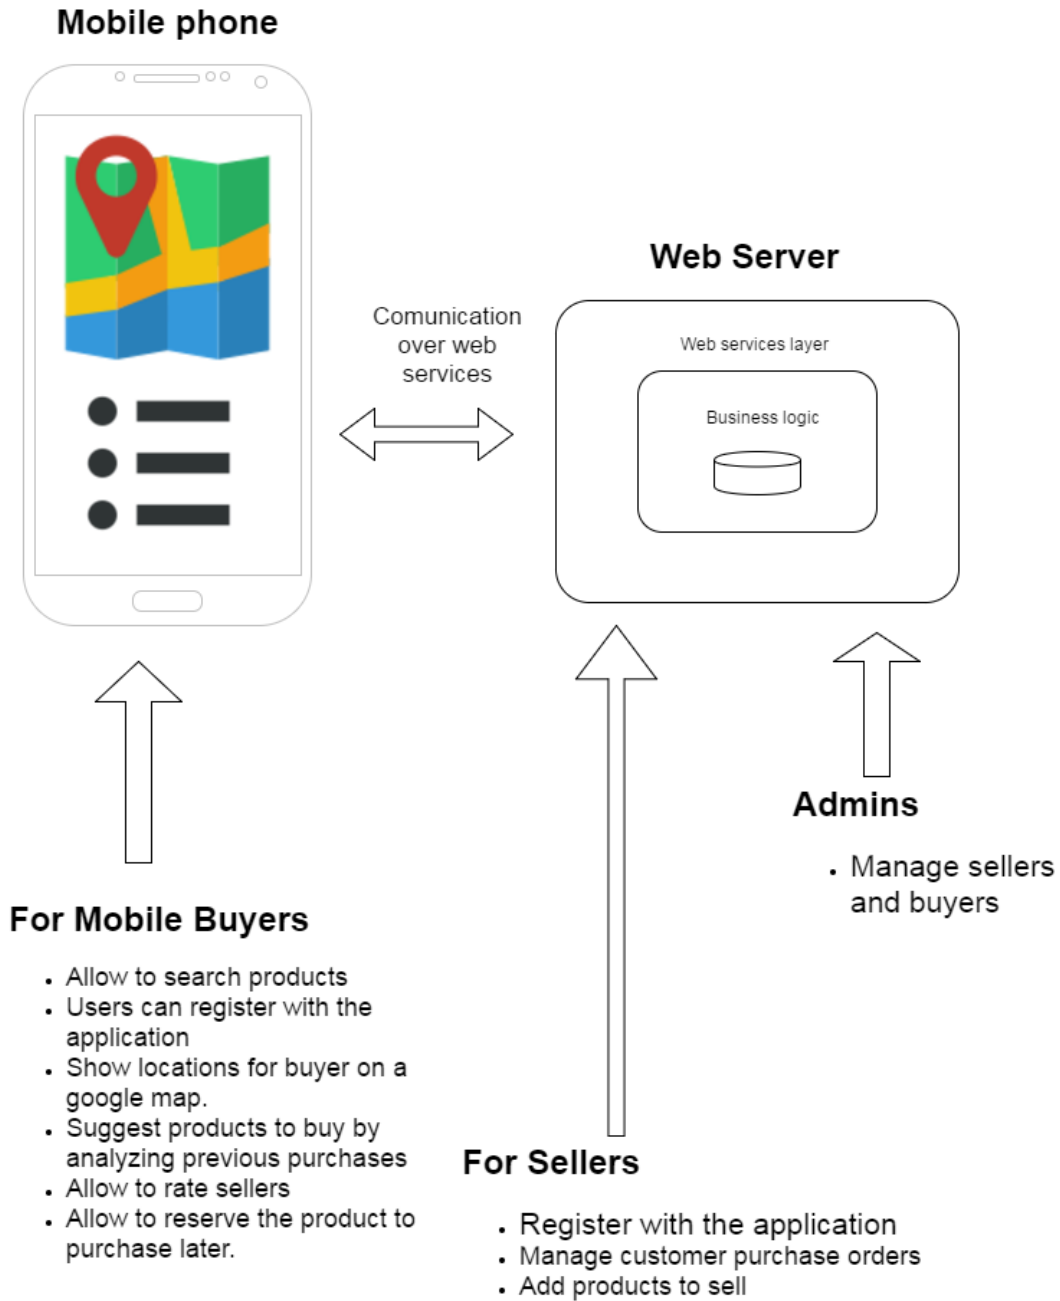 Mobile phone
Web Server
Comunication
over web
services
Web services layer
Business logic
Admins
Manage sellers
and buyers
For Mobile Buyers
Allow to search products
Users can register with the
application
Show locations for buyer on a
google map.
Suggest products to buy by
analyzing previous purchases
Allow to rate sellers
Allow to reserve the product to
purchase later.
For Sellers
Register with the application
Manage customer purchase orders
Add products to sell